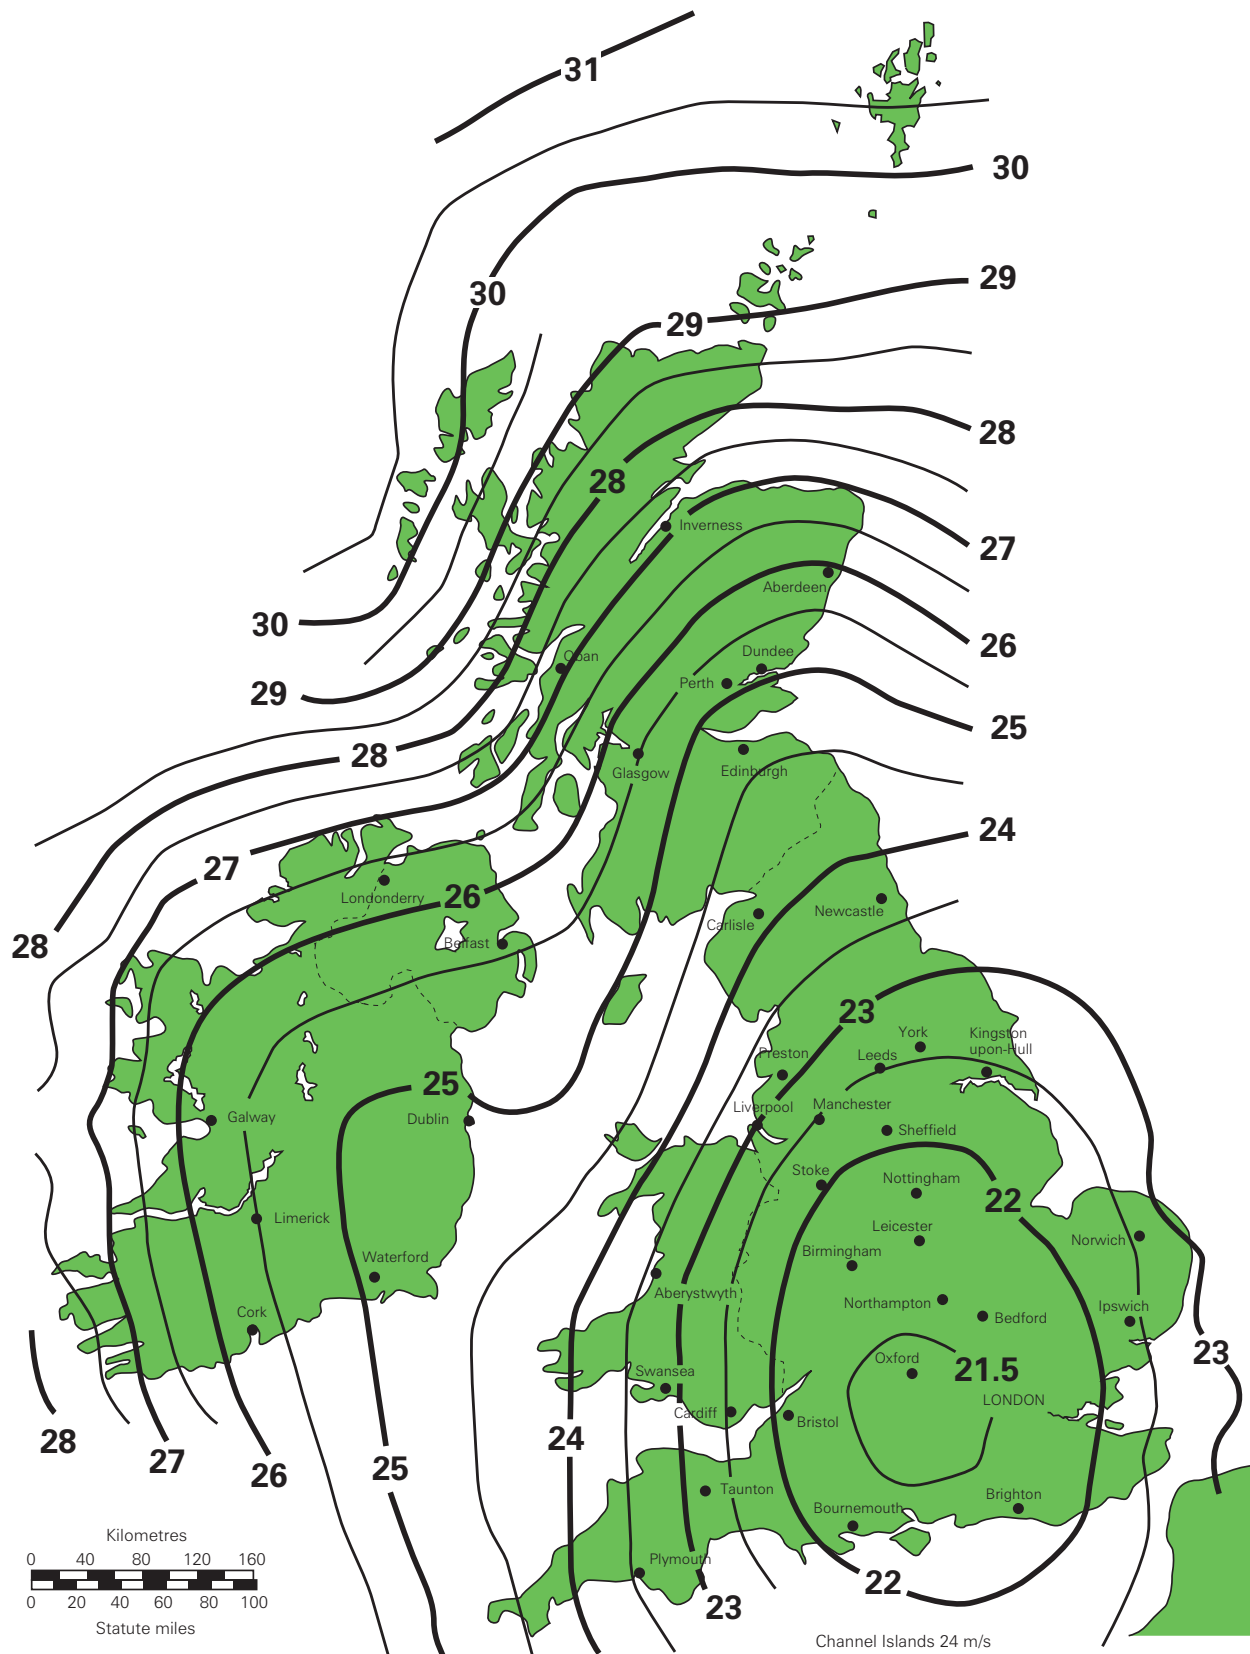 31
30
30
29
29
28
28
Inverness
27
Aberdeen
30
26
Oban
Dundee
Perth
29
25
28
Glasgow
Edinburgh
24
27
Londonderry
26
Newcastle
Carlisle
28
Belfast
23
York
Kingston
upon-Hull
Leeds
Preston
25
Liverpool
Manchester
Galway
Dublin
Sheffield
Stoke
Nottingham
22
Limerick
Leicester
Norwich
Birmingham
Waterford
Aberystwyth
Northampton
Ipswich
Cork
Bedford
23
Oxford
21.5
Swansea
LONDON
Cardiff
Bristol
28
24
27
26
25
Taunton
Brighton
Bournemouth
Kilometres
0 40 80 120 160
0 20 40 60 80 100
Statute miles
Plymouth
22
23
Channel Islands 24 m/s